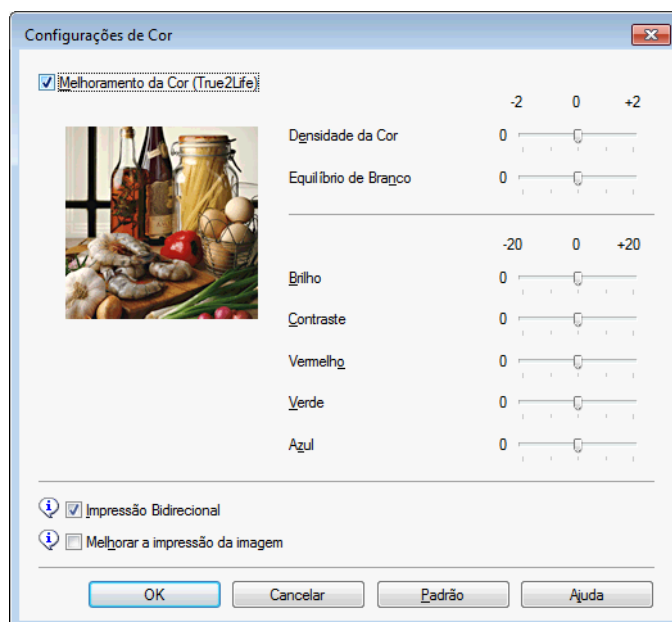 Configurações de Cor
Melhoramento da Cor (True2Life)
-2 0 +2
Densidade da Cor 0
Equilíbrio de Branco 0
-20 0 +20
Brilho 0
Contraste 0
Vermelho 0
Verde 0
Azul 0
Impressão Bidirecional
Melhorar a impressão da imagem
OK Cancelar Padrão Ajuda